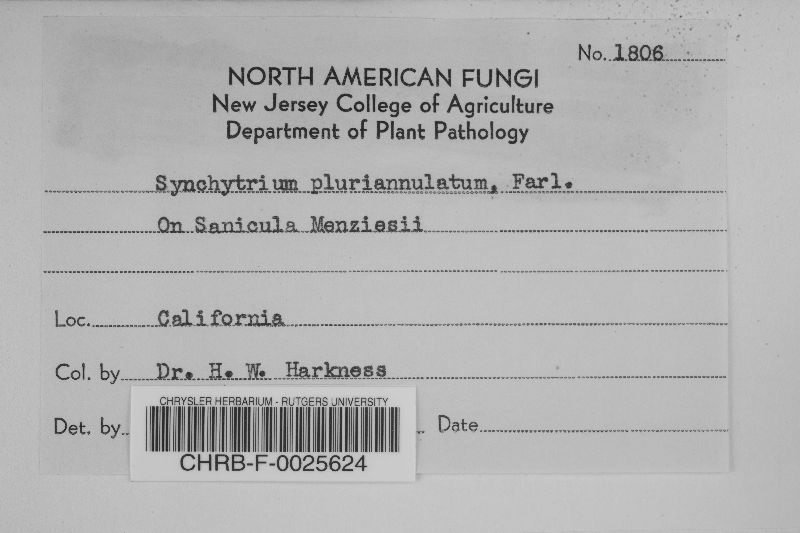 No. 1806
NORTH AMERICAN FUNGI
New Jersey College of Agriculture
Department of Plant Pathology
Synchytrium pluriannulatum, Farl.
On Sanicula Menziesii
Loc. California
Col. by Dr. H. W. Harkness
Det. by Date
CHRYSLER HERBARIUM - RUTGERS UNIVERSITY
CHRB-F-0025624